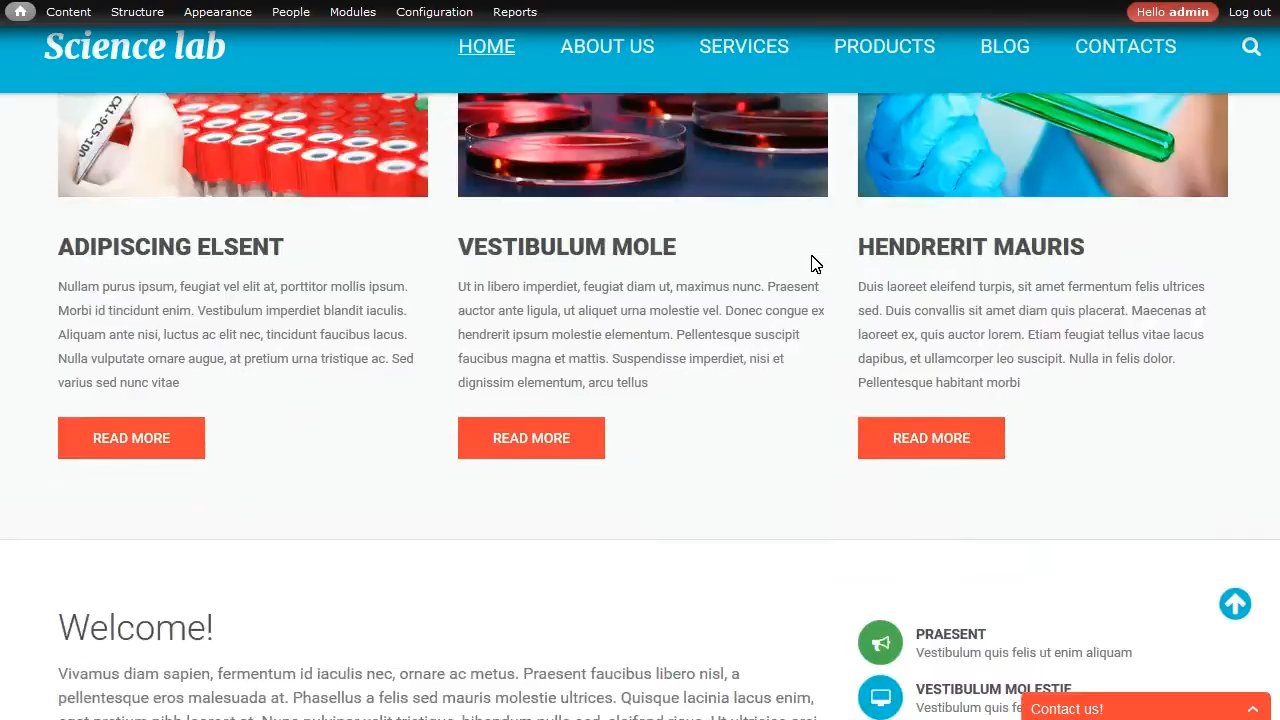 Content Structure Appearance People Modules Configuration Reports Hello admin Log out
Science lab HOME ABOUT US SERVICES PRODUCTS BLOG CONTACTS
CX1-9CS-100
ADIPISCING ELSENT
Nullam purus ipsum, feugiat vel elit at, porttitor mollis ipsum.
Morbi id tincidunt enim. Vestibulum imperdiet blandit iaculis.
Aliquam ante nisi, luctus ac elit nec, tincidunt faucibus lacus.
Nulla vulputate ornare augue, at pretium urna tristique ac. Sed
varius sed nunc vitae
READ MORE
VESTIBULUM MOLE
Ut in libero imperdiet, feugiat diam ut, maximus nunc. Praesent
auctor ante ligula, ut aliquet urna molestie vel. Donec congue ex
hendrerit ipsum molestie elementum. Pellentesque suscipit
faucibus magna et mattis. Suspendisse imperdiet, nisi et
dignissim elementum, arcu tellus
READ MORE
HENDRERIT MAURIS
Duis laoreet eleifend turpis, sit amet fermentum felis ultrices
sed. Duis convallis sit amet diam quis placerat. Maecenas at
laoreet ex, quis auctor lorem. Etiam feugiat tellus vitae lacus
dapibus, et ullamcorper leo suscipit. Nulla in felis dolor.
Pellentesque habitant morbi
READ MORE
Welcome!
Vivamus diam sapien, fermentum id iaculis nec, ornare ac metus. Praesent faucibus libero nisl, a
pellentesque eros malesuada at. Phasellus a felis sed mauris molestie ultrices. Quisque lacinia lacus enim,
PRAESENT
Vestibulum quis felis ut enim aliquam
VESTIBULUM MOLESTIE
Vestibulum quis
Contact us!